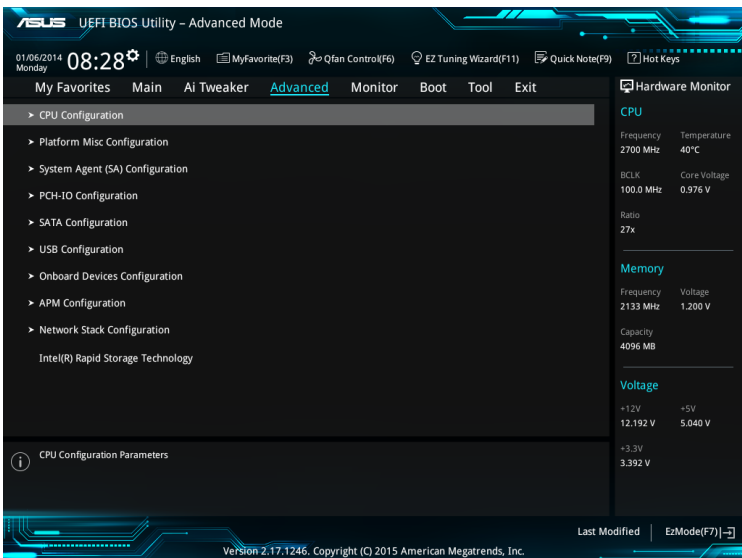 ASUS UEFI BIOS Utility – Advanced Mode
01/06/2014
Monday
08:28
English
MyFavorite(F3)
Qfan Control(F6)
EZ Tuning Wizard(F11)
Quick Note(F9)
? Hot Keys
My Favorites Main Ai Tweaker Advanced Monitor Boot Tool Exit
Hardware Monitor
> CPU Configuration
> Platform Misc Configuration
> System Agent (SA) Configuration
> PCH-IO Configuration
> SATA Configuration
> USB Configuration
> Onboard Devices Configuration
> APM Configuration
> Network Stack Configuration
Intel(R) Rapid Storage Technology
CPU
Frequency Temperature
2700 MHz 40°C
BCLK Core Voltage
100.0 MHz 0.976 V
Ratio
27x
Memory
Frequency Voltage
2133 MHz 1.200 V
Capacity
4096 MB
Voltage
+12V +5V
12.192 V 5.040 V
+3.3V
3.392 V
i CPU Configuration Parameters
Last Modified
EzMode(F7)
Version 2.17.1246. Copyright (C) 2015 American Megatrends, Inc.